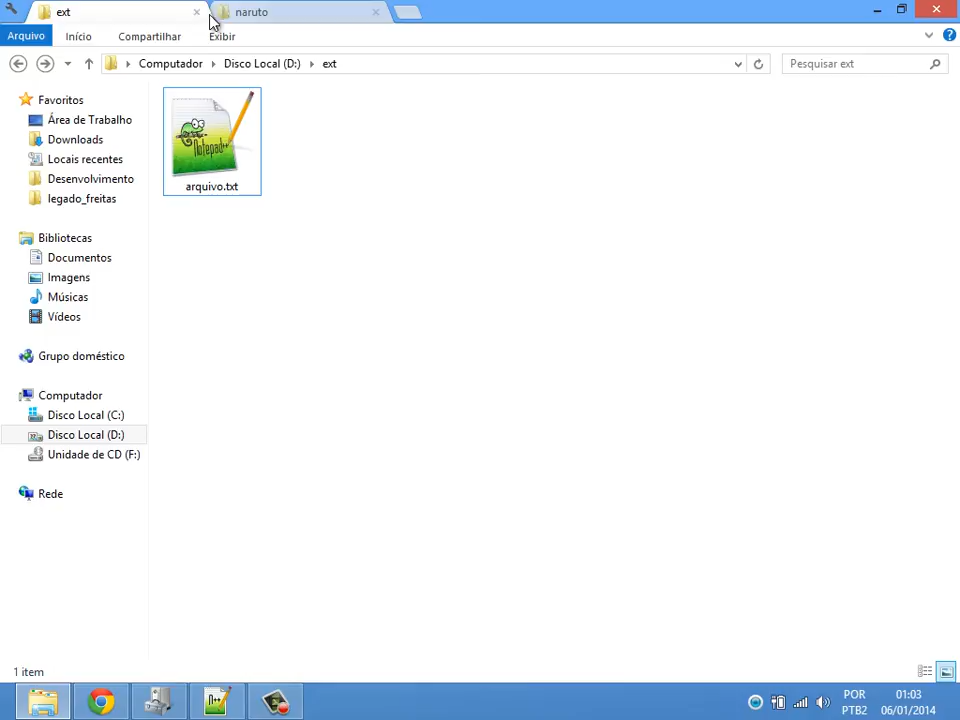 ext
naruto
Arquivo
Início
Compartilhar
Exibir
Computador
Disco Local (D:)
ext
Pesquisar ext
Favoritos
Área de Trabalho
Downloads
Locais recentes
Desenvolvimento
legado_freitas
Bibliotecas
Documentos
Imagens
Músicas
Vídeos
Grupo doméstico
Computador
Disco Local (C:)
Disco Local (D:)
Unidade de CD (F:)
Rede
Notepad++
arquivo.txt
1 item
POR
PTB2
01:03
06/01/2014